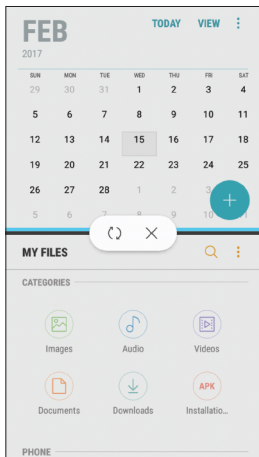 FEB
TODAY VIEW
2017
SUN MON TUE WED THU FRI SAT
29 30 31 1 2 3 4
5 6 7 8 9 10 11
12 13 14 15 16 17 18
19 20 21 22 23 24 25
26 27 28 1 2 3
5 6 7 8 9 10
MY FILES
CATEGORIES
Images Audio Videos
APK
Documents Downloads Installatio...
PHONE